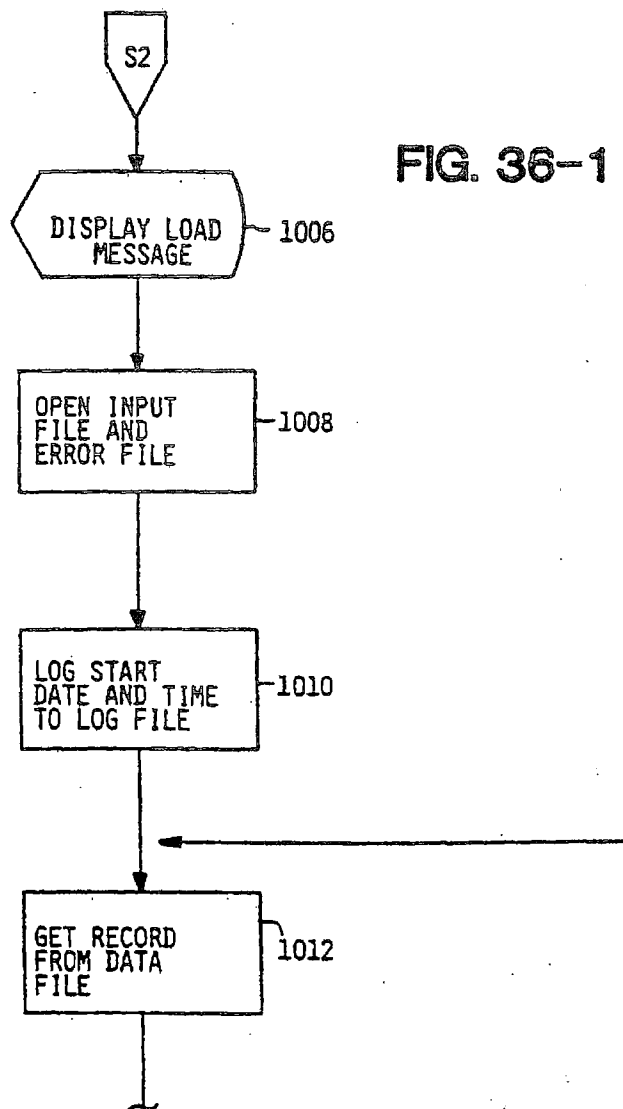 S2
FIG. 36-1
DISPLAY LOAD
MESSAGE
1006
OPEN INPUT
FILE AND
ERROR FILE
1008
LOG START
DATE AND TIME
TO LOG FILE
1010
GET RECORD
FROM DATA
FILE
1012